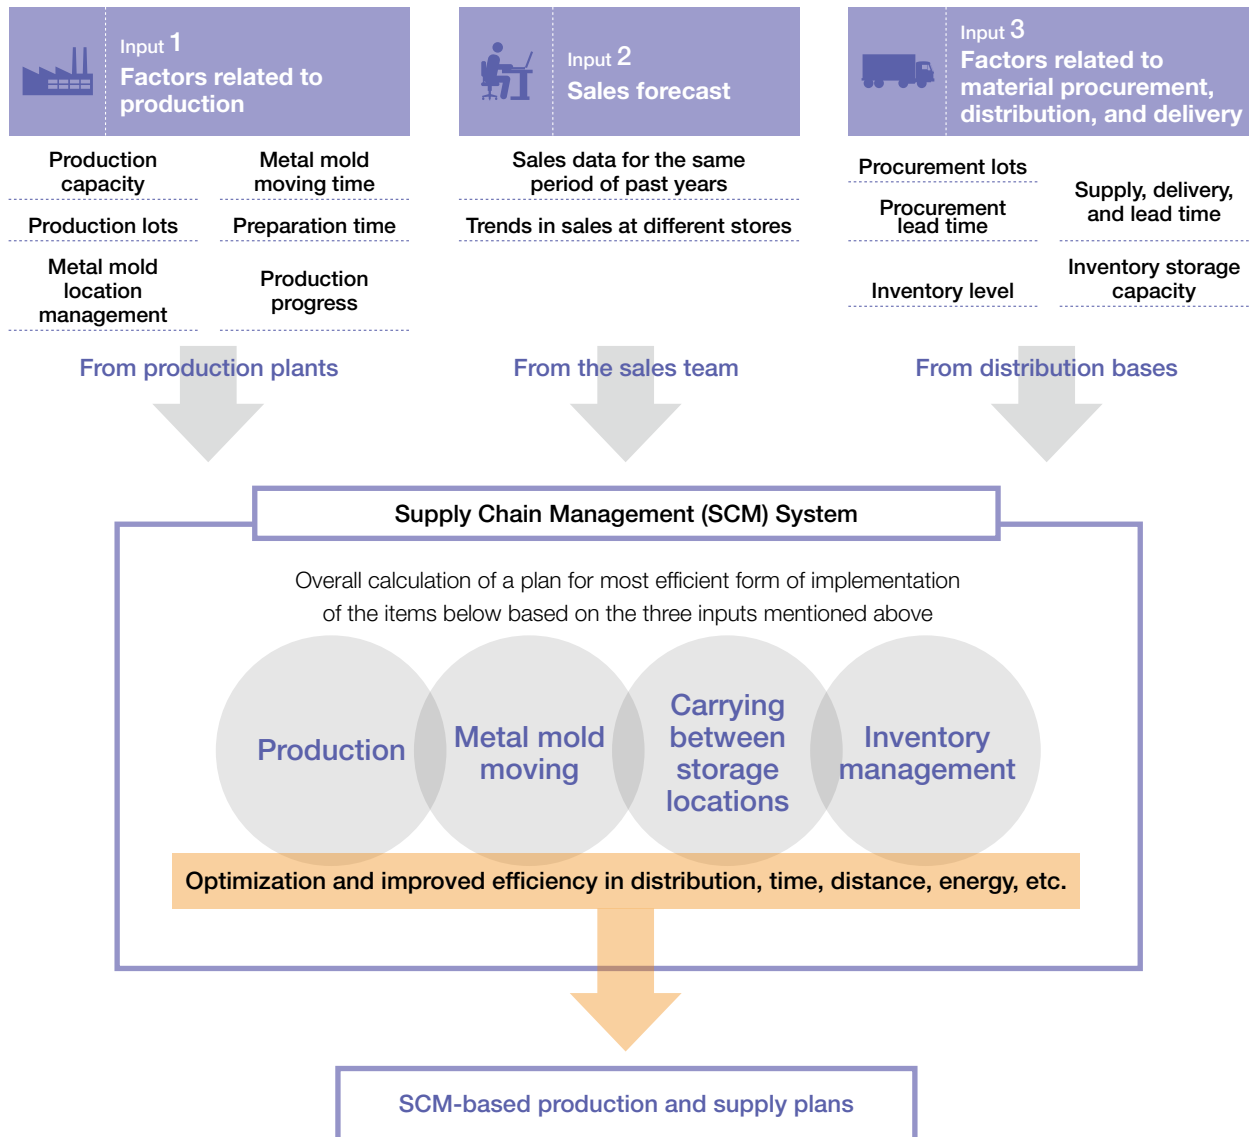 Input 1
Factors related to
production
Input 2
Sales forecast
Input 3
Factors related to
material procurement,
distribution, and delivery
Production
capacity
Metal mold
moving time
Production lots
Preparation time
Metal mold
location
management
Production
progress
Sales data for the same
period of past years
Trends in sales at different stores
Procurement lots
Procurement
lead time
Inventory level
Supply, delivery,
and lead time
Inventory storage
capacity
From production plants
From the sales team
From distribution bases
Supply Chain Management (SCM) System
Overall calculation of a plan for most efficient form of implementation
of the items below based on the three inputs mentioned above
Production
Metal mold
moving
Carrying
between
storage
locations
Inventory
management
Optimization and improved efficiency in distribution, time, distance, energy, etc.
SCM-based production and supply plans